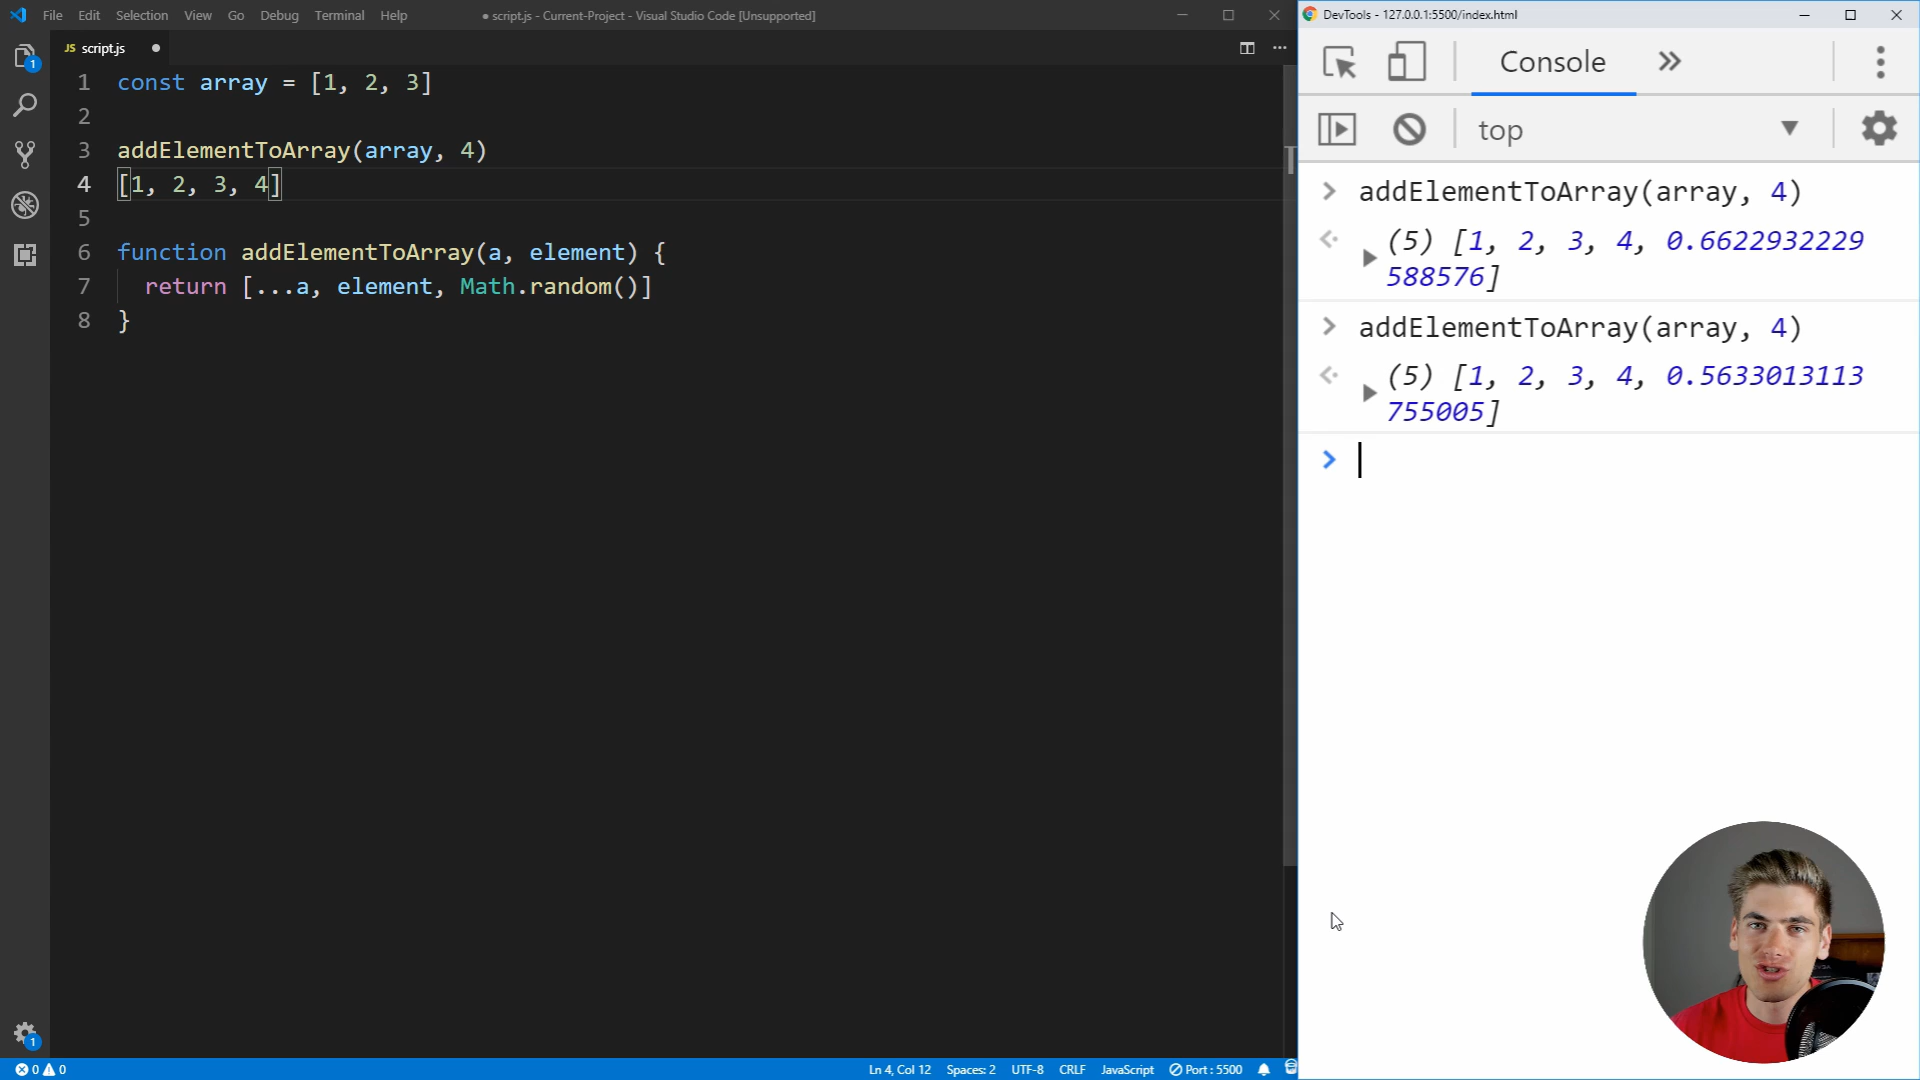 File Edit Selection View Go Debug Terminal Help
● script.js - Current-Project - Visual Studio Code [Unsupported]
JS script.js
1 const array = [1, 2, 3]
2
3 addElementToArray(array, 4)
4 [1, 2, 3, 4]
5
6 function addElementToArray(a, element) {
7 return [...a, element, Math.random()]
8 }
1
1
0 0
Ln 4, Col 12 Spaces: 2 UTF-8 CRLF JavaScript Port : 5500
DevTools - 127.0.0.1:5500/index.html
Console
top
addElementToArray(array, 4)
(5) [1, 2, 3, 4, 0.6622932229
588576]
addElementToArray(array, 4)
(5) [1, 2, 3, 4, 0.5633013113
755005]